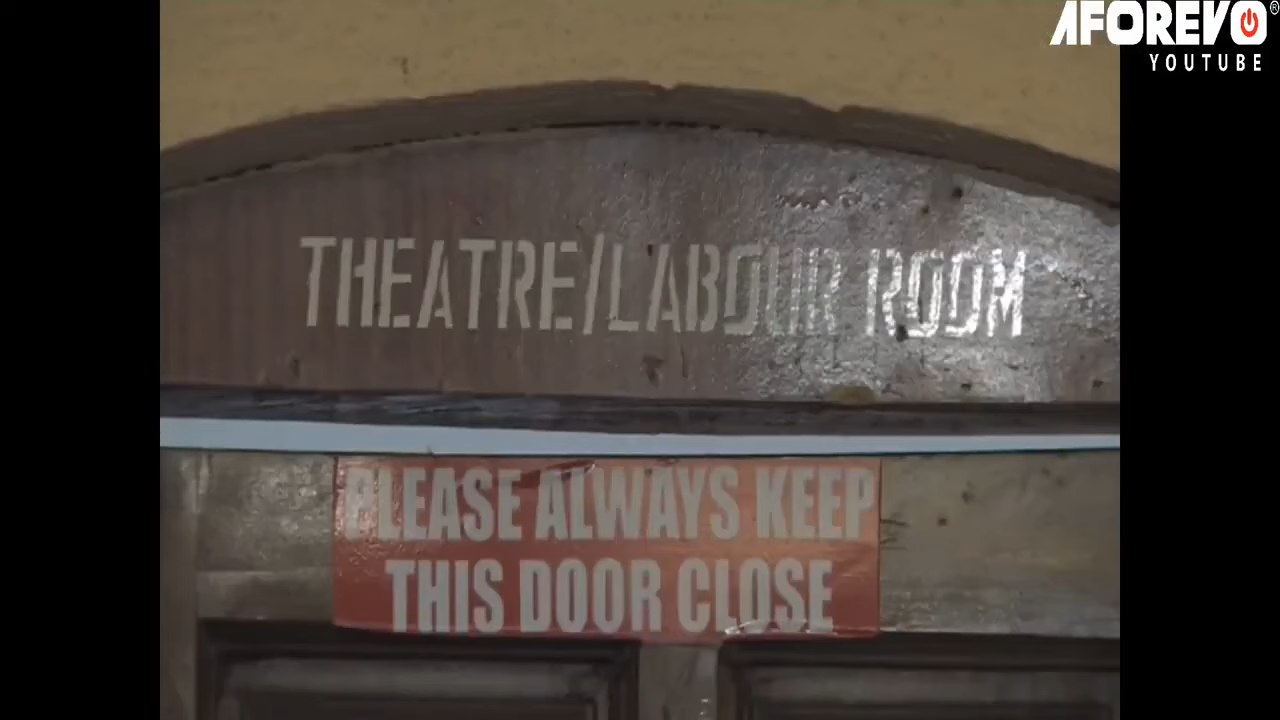 AFOREVO®
YOUTUBE
THEATRE/LABOUR ROOM
PLEASE ALWAYS KEEP
THIS DOOR CLOSE